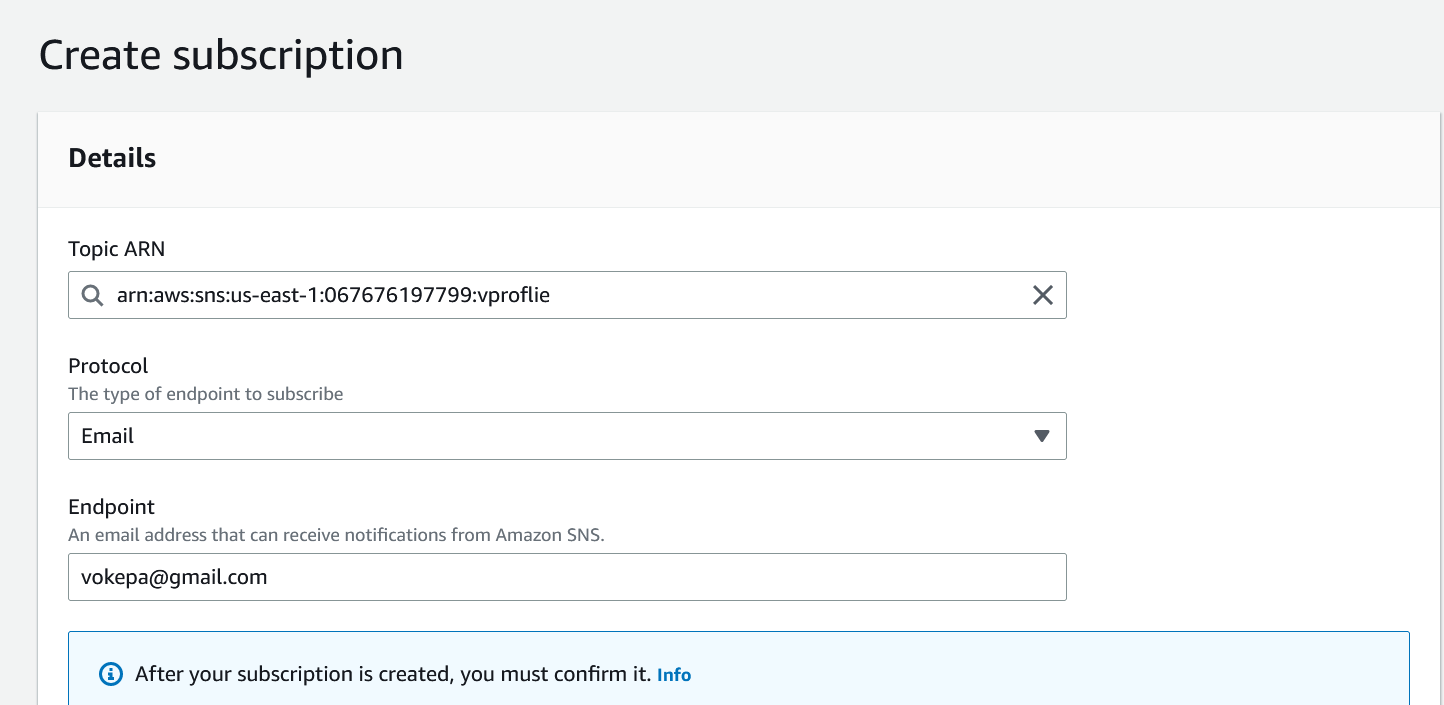 Create subscription
Details
Topic ARN
arn:aws:sns:us-east-1:067676197799:vproflie
Protocol
The type of endpoint to subscribe
Email
Endpoint
An email address that can receive notifications from Amazon SNS.
vokepa@gmail.com
After your subscription is created, you must confirm it. Info